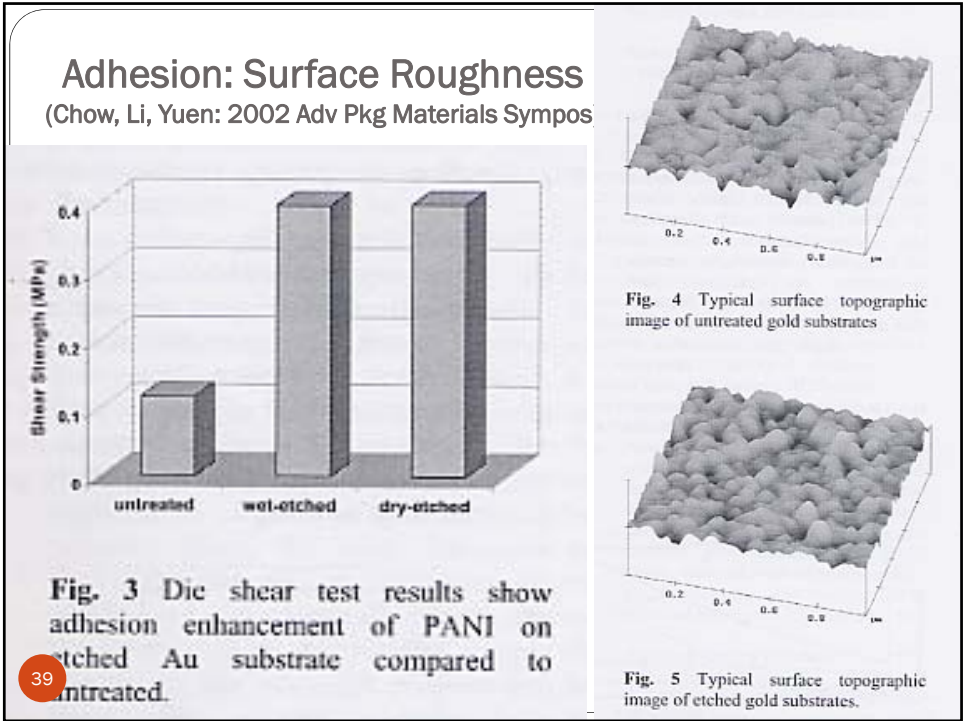 Adhesion: Surface Roughness
(Chow, Li, Yuen: 2002 Adv Pkg Materials Sympos)
Shear Strength (MPa)
0.4
0.3
0.2
0.1
0
untreated wet-etched dry-etched
Fig. 3 Die shear test results show
adhesion enhancement of PANI on
etched Au substrate compared to
untreated.
39
0.2 0.4 0.6 0.8
Fig. 4 Typical surface topographic
image of untreated gold substrates
0.2 0.4 0.6 0.8
Fig. 5 Typical surface topographic
image of etched gold substrates.